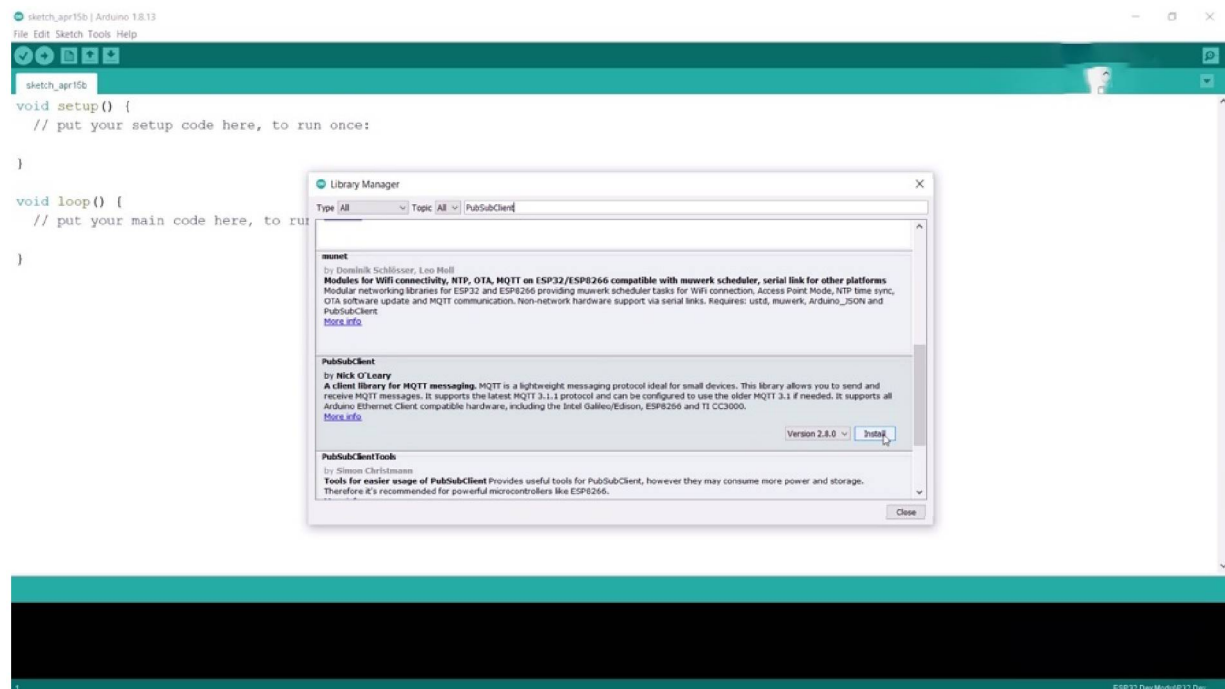 sketch_apr15b | Arduino 1.8.13
File Edit Sketch Tools Help
sketch_apr15b
void setup() {
// put your setup code here, to run once:
}
void loop() {
// put your main code here, to run
}
Library Manager
Type All Topic All PubSubClient
munet
by Dominik Schlösser, Leo Moll
Modules for Wifi connectivity, NTP, OTA, MQTT on ESP32/ESP8266 compatible with muwerk scheduler, serial link for other platforms
Modular networking libraries for ESP32 and ESP8266 providing muwerk scheduler tasks for WiFi connection, Access Point Mode, NTP time sync,
OTA software update and MQTT communication. Non-network hardware support via serial links. Requires: ustd, muwerk, Arduino_JSON and
PubSubClient
More info
PubSubClient
by Nick O'Leary
A client library for MQTT messaging. MQTT is a lightweight messaging protocol ideal for small devices. This library allows you to send and
receive MQTT messages. It supports the latest MQTT 3.1.1 protocol and can be configured to use the older MQTT 3.1 if needed. It supports all
Arduino Ethernet Client compatible hardware, including the Intel Galileo/Edison, ESP8266 and TI CC3000.
More info
Version 2.8.0 Install
PubSubClientTools
by Simon Christmann
Tools for easier usage of PubSubClient Provides useful tools for PubSubClient, however they may consume more power and storage.
Therefore it's recommended for powerful microcontrollers like ESP8266.
Close
1
ESP32 Dev